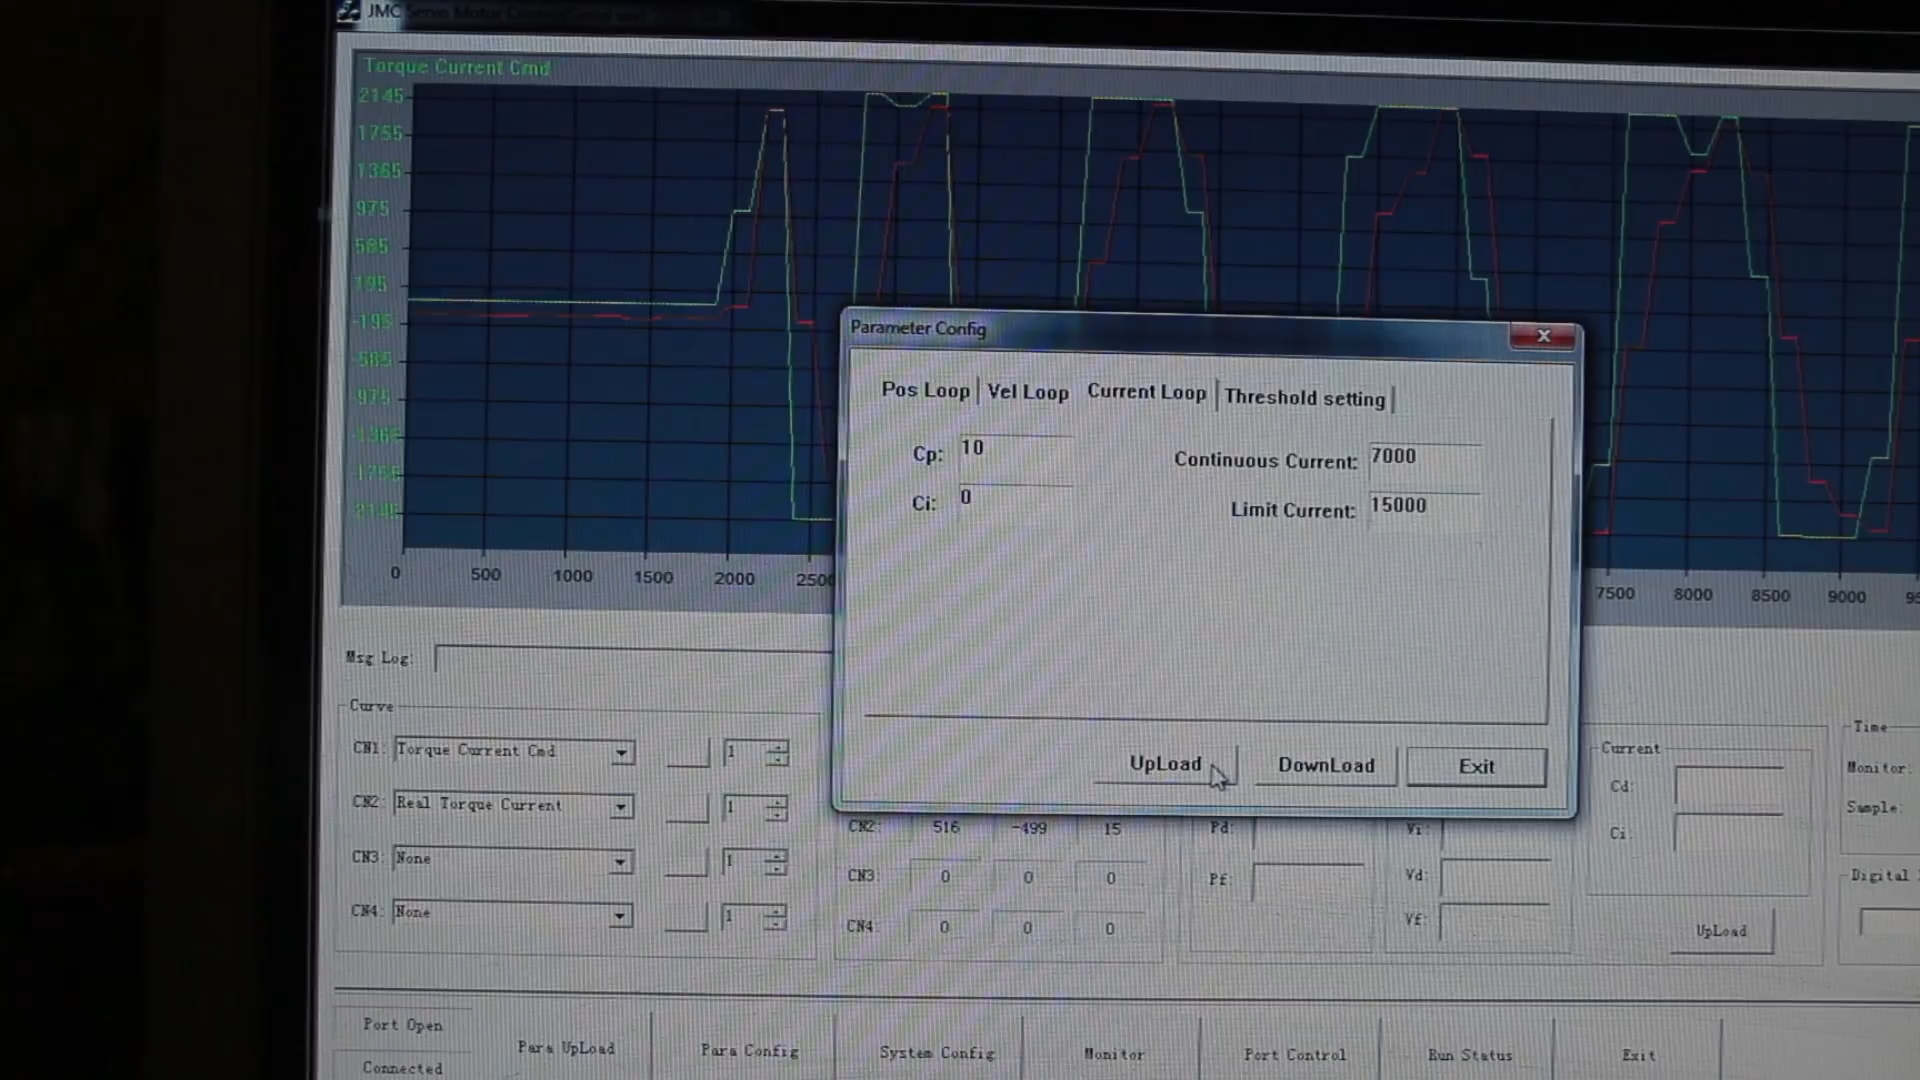 JMC Servo Motor
Torque Current Cmd
2145
1755
1365
975
585
195
-195
-585
-975
-1365
0 500 1000 1500 2000 2500 7500 8000 8500 9000
Parameter Config
Pos Loop Vel Loop Current Loop Threshold setting
Cp: 10 Continuous Current: 7000
Ci: 0 Limit Current: 15000
UpLoad DownLoad Exit
Msg Log:
Curve
CN1: Torque Current Cmd 1
CN2: Real Torque Current 1
CN3: None 1
CN4: None 1
CN2: 516 -499 15
CN3: 0 0 0
CN4: 0 0 0
Pd:
Pf:
Vi:
Vd:
Vf:
Current
Cd:
Ci:
UpLoad
Time
Monitor:
Sample:
Digital
Port Open
Connected
Para UpLoad Para Config System Config Monitor Port Control Run Status Exit